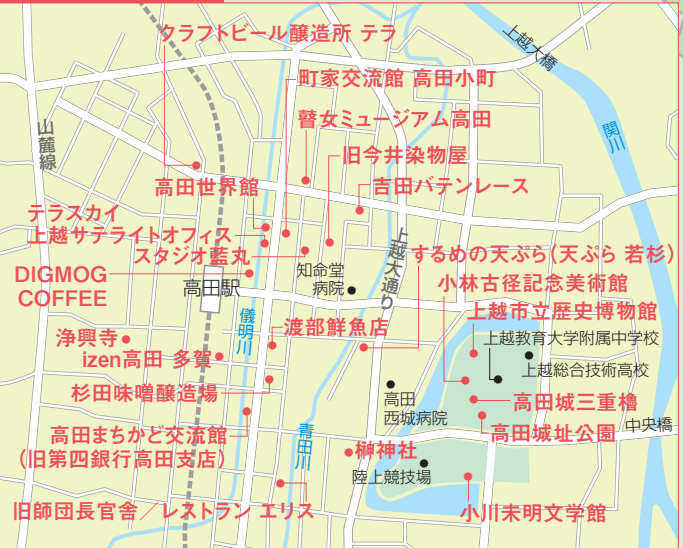 クラフトビール醸造所 テラ
上越大橋
町家交流館 高田小町
瞽女ミュージアム高田
山麓線
関川
旧今井染物屋
高田世界館
吉田バテンレース
テラスカイ
上越サテライトオフィス
スタジオ藍丸
上越大通り
するめの天ぷら(天ぷら 若杉)
DIGMOG
COFFEE
高田駅
知命堂
病院
小林古径記念美術館
上越市立歴史博物館
儀明川
渡部鮮魚店
上越教育大学附属中学校
浄興寺
izen高田 多賀
上越総合技術高校
杉田味噌醸造場
高田
西城病院
高田城三重櫓
高田まちかど交流館
(旧第四銀行高田支店)
高田城址公園
中央橋
青田川
榊神社
陸上競技場
旧師団長官舎/レストラン エリス
小川未明文学館